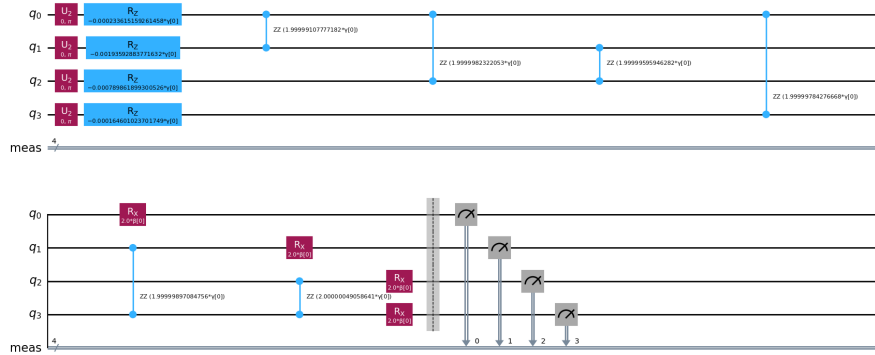 q0
U2
0, π
RZ
−0.000233615159261458*γ[0]
ZZ (1.99999107777182*γ[0])
q1
U2
0, π
RZ
−0.00193592883771632*γ[0]
ZZ (1.9999982322053*γ[0])
ZZ (1.99999595946282*γ[0])
q2
U2
0, π
RZ
−0.000789861899300526*γ[0]
ZZ (1.99999784276668*γ[0])
q3
U2
0, π
RZ
−0.000164601023701749*γ[0]
meas
4
q0
RX
2.0*β[0]
q1
RX
2.0*β[0]
q2
RX
2.0*β[0]
ZZ (1.99999897084756*γ[0])
ZZ (2.00000049058641*γ[0])
q3
RX
2.0*β[0]
meas
4
0
1
2
3